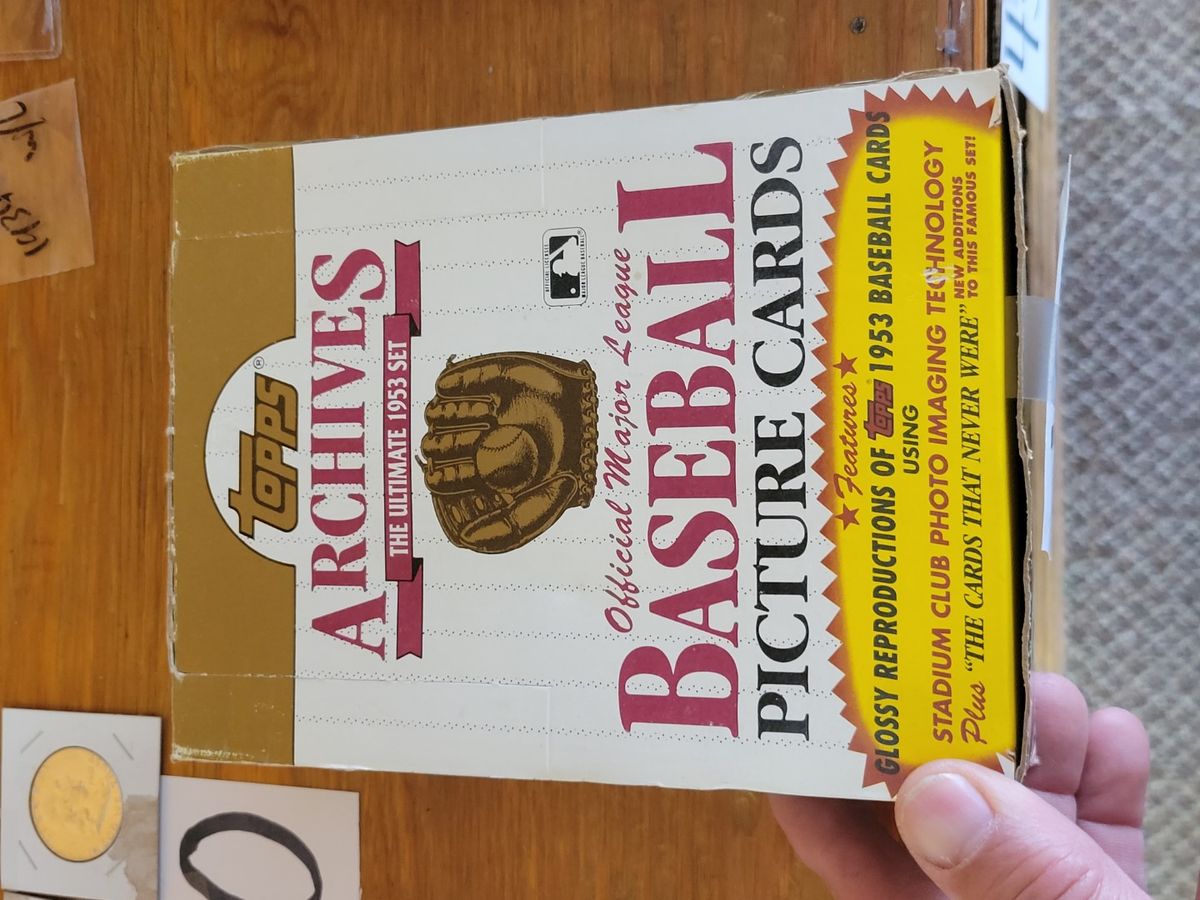 topps®
ARCHIVES
THE ULTIMATE 1953 SET
Official Major League
BASEBALL
PICTURE CARDS
★ Features ★
GLOSSY REPRODUCTIONS OF topps 1953 BASEBALL CARDS
USING
STADIUM CLUB PHOTO IMAGING TECHNOLOGY
Plus "THE CARDS THAT NEVER WERE" NEW ADDITIONS
TO THIS FAMOUS SET!